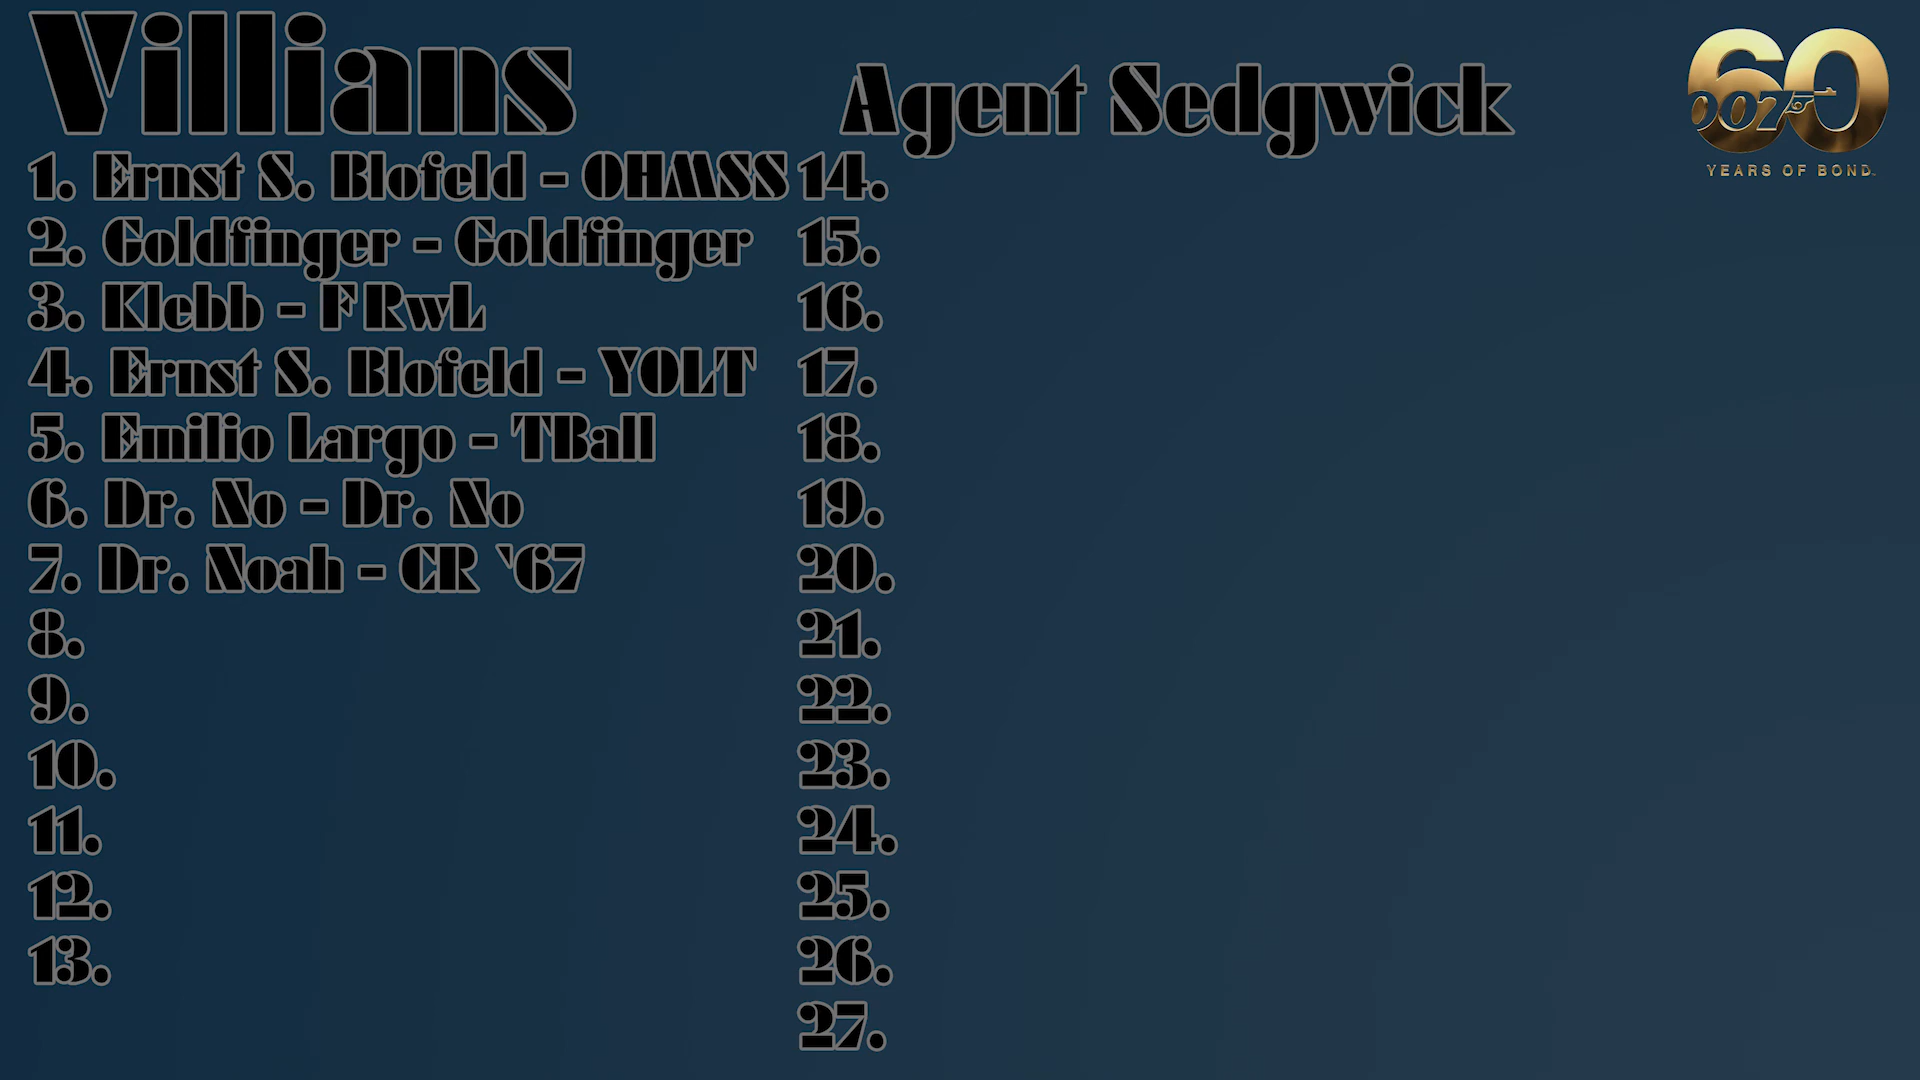 Villians
Agent Sedgwick
60
007
YEARS OF BOND
1. Ernst S. Blofeld - OHMSS
2. Goldfinger - Goldfinger
3. Klebb - FRwL
4. Ernst S. Blofeld - YOLT
5. Emilio Largo - TBall
6. Dr. No - Dr. No
7. Dr. Noah - CR `67
8.
9.
10.
11.
12.
13.
14.
15.
16.
17.
18.
19.
20.
21.
22.
23.
24.
25.
26.
27.